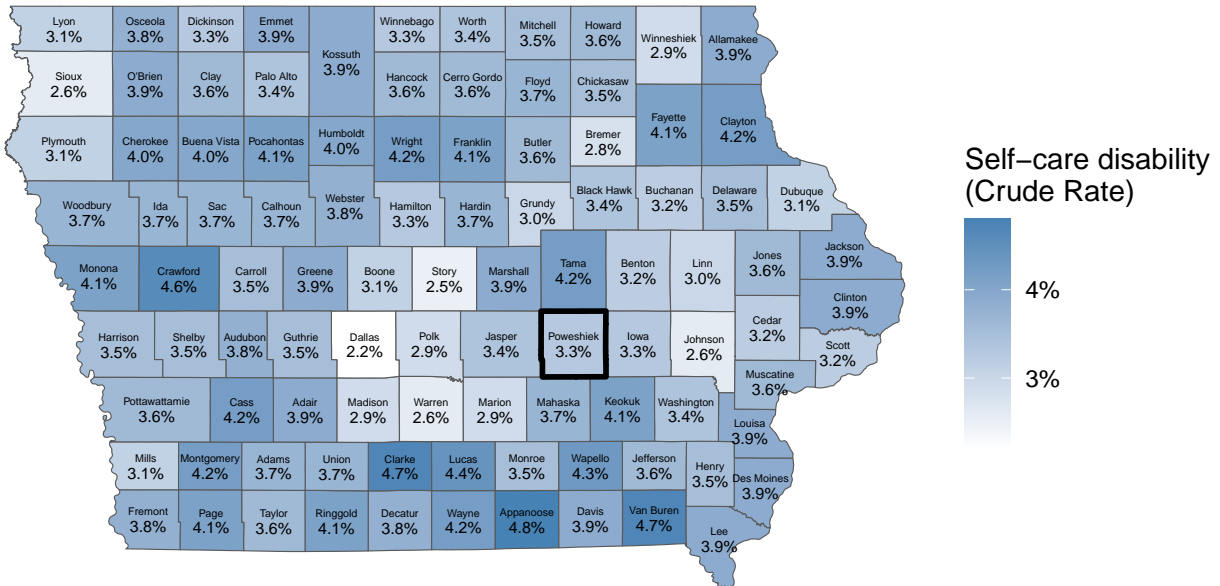 Lyon
3.1%
Osceola
3.8%
Dickinson
3.3%
Emmet
3.9%
Kossuth
3.9%
Winnebago
3.3%
Worth
3.4%
Mitchell
3.5%
Howard
3.6%
Winneshiek
2.9%
Allamakee
3.9%
Sioux
2.6%
O'Brien
3.9%
Clay
3.6%
Palo Alto
3.4%
Hancock
3.6%
Cerro Gordo
3.6%
Floyd
3.7%
Chickasaw
3.5%
Fayette
4.1%
Clayton
4.2%
Plymouth
3.1%
Cherokee
4.0%
Buena Vista
4.0%
Pocahontas
4.1%
Humboldt
4.0%
Wright
4.2%
Franklin
4.1%
Butler
3.6%
Bremer
2.8%
Woodbury
3.7%
Ida
3.7%
Sac
3.7%
Calhoun
3.7%
Webster
3.8%
Hamilton
3.3%
Hardin
3.7%
Grundy
3.0%
Black Hawk
3.4%
Buchanan
3.2%
Delaware
3.5%
Dubuque
3.1%
Monona
4.1%
Crawford
4.6%
Carroll
3.5%
Greene
3.9%
Boone
3.1%
Story
2.5%
Marshall
3.9%
Tama
4.2%
Benton
3.2%
Linn
3.0%
Jones
3.6%
Jackson
3.9%
Clinton
3.9%
Harrison
3.5%
Shelby
3.5%
Audubon
3.8%
Guthrie
3.5%
Dallas
2.2%
Polk
2.9%
Jasper
3.4%
Poweshiek
3.3%
Iowa
3.3%
Johnson
2.6%
Cedar
3.2%
Scott
3.2%
Muscatine
3.6%
Pottawattamie
3.6%
Cass
4.2%
Adair
3.9%
Madison
2.9%
Warren
2.6%
Marion
2.9%
Mahaska
3.7%
Keokuk
4.1%
Washington
3.4%
Louisa
3.9%
Mills
3.1%
Montgomery
4.2%
Adams
3.7%
Union
3.7%
Clarke
4.7%
Lucas
4.4%
Monroe
3.5%
Wapello
4.3%
Jefferson
3.6%
Henry
3.5%
Des Moines
3.9%
Fremont
3.8%
Page
4.1%
Taylor
3.6%
Ringgold
4.1%
Decatur
3.8%
Wayne
4.2%
Appanoose
4.8%
Davis
3.9%
Van Buren
4.7%
Lee
3.9%
Self−care disability
(Crude Rate)
4%
3%